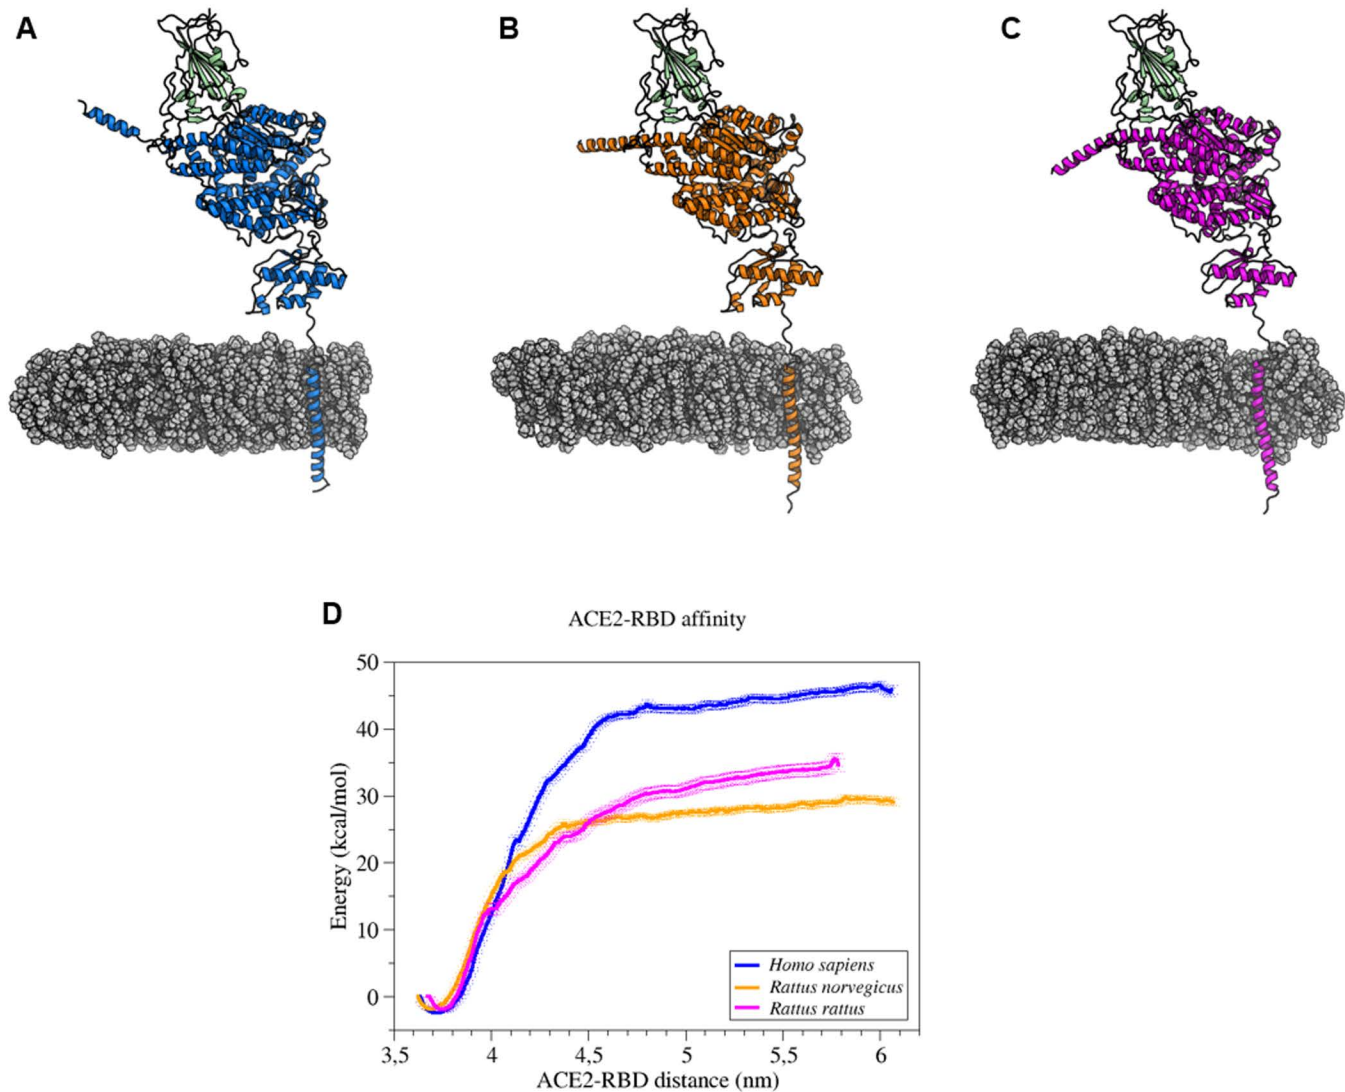 A
B
C
D
ACE2-RBD affinity
50
40
30
20
10
0
Energy (kcal/mol)
Homo sapiens
Rattus norvegicus
Rattus rattus
3,5
4
4,5
5
5,5
6
ACE2-RBD distance (nm)